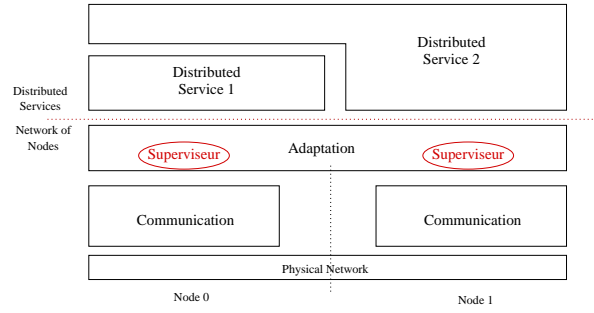 Distributed
Service 2
Distributed
Service 1
Distributed
Services
Network of
Nodes
Superviseur
Adaptation
Superviseur
Communication
Communication
Physical Network
Node 0
Node 1